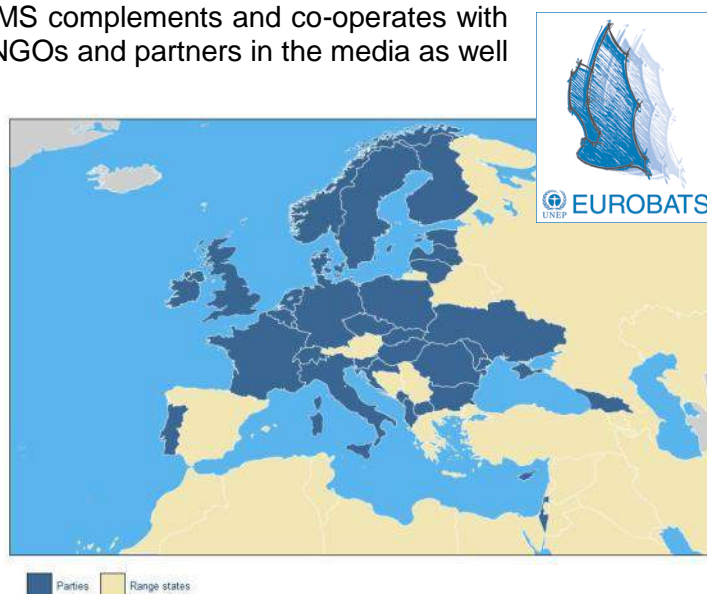 MS complements and co-operates with
NGOs and partners in the media as well
UNEP
EUROBATS
Parties
Range states